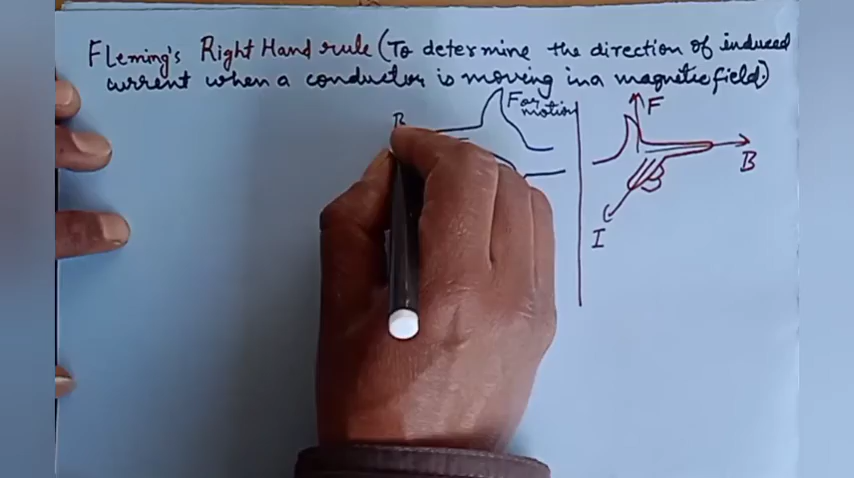 Fleming's Right Hand rule (To determine the direction of induced
current when a conductor is moving in a magnetic field.)
B
F or
motion
F
B
I